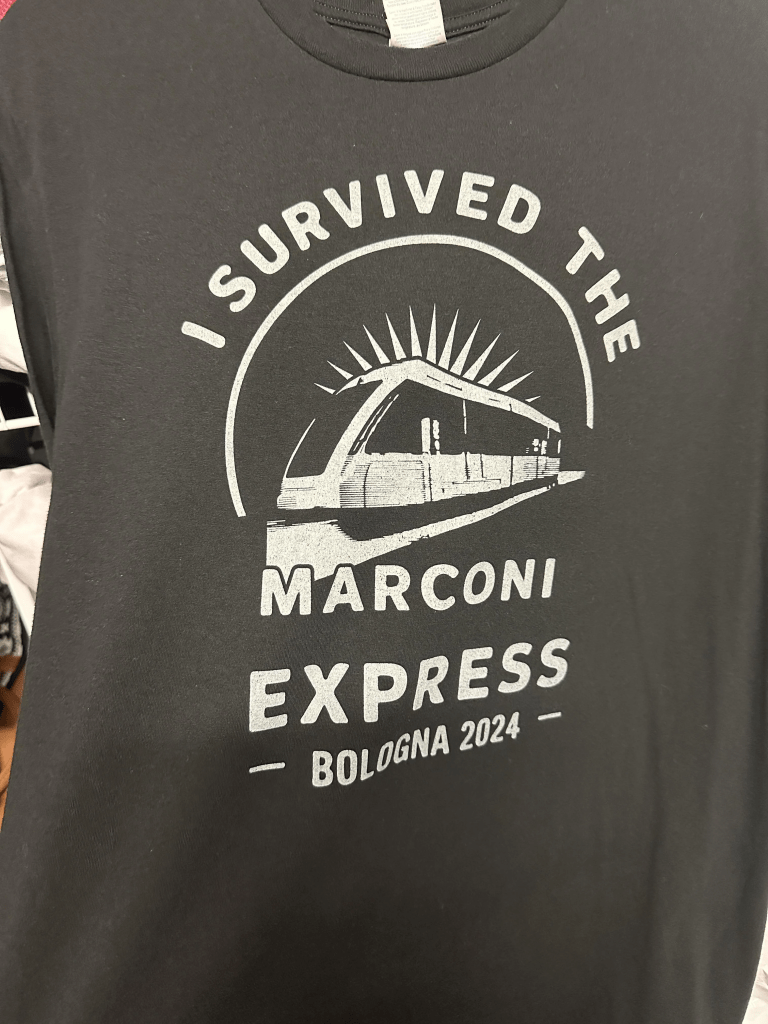 I SURVIVED THE
MARCONI
EXPRESS
— BOLOGNA 2024 —